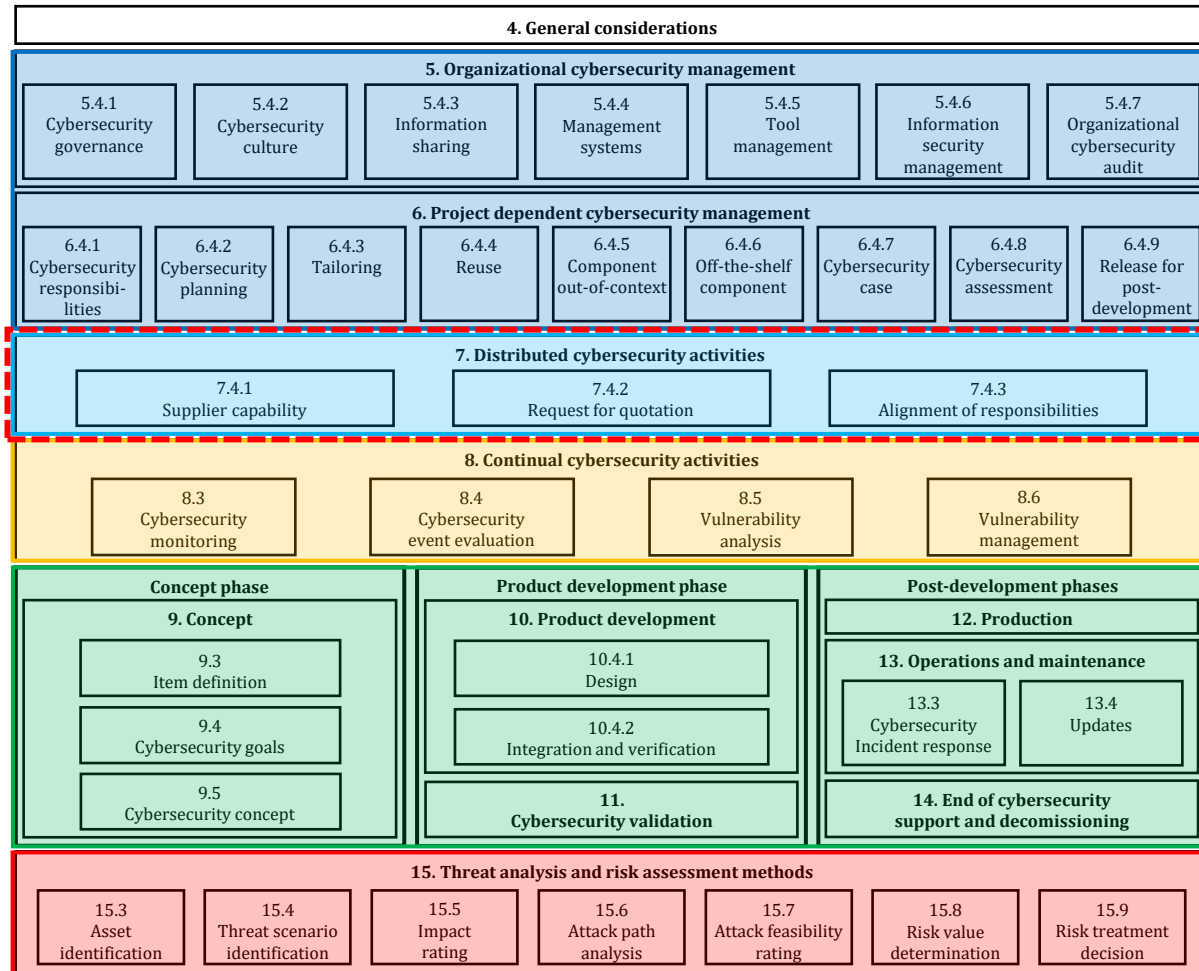 4. General considerations
5. Organizational cybersecurity management
5.4.1
Cybersecurity
governance
5.4.2
Cybersecurity
culture
5.4.3
Information
sharing
5.4.4
Management
systems
5.4.5
Tool
management
5.4.6
Information
security
management
5.4.7
Organizational
cybersecurity
audit
6. Project dependent cybersecurity management
6.4.1
Cybersecurity
responsibi-
lities
6.4.2
Cybersecurity
planning
6.4.3
Tailoring
6.4.4
Reuse
6.4.5
Component
out-of-context
6.4.6
Off-the-shelf
component
6.4.7
Cybersecurity
case
6.4.8
Cybersecurity
assessment
6.4.9
Release for
post-
development
7. Distributed cybersecurity activities
7.4.1
Supplier capability
7.4.2
Request for quotation
7.4.3
Alignment of responsibilities
8. Continual cybersecurity activities
8.3
Cybersecurity
monitoring
8.4
Cybersecurity
event evaluation
8.5
Vulnerability
analysis
8.6
Vulnerability
management
Concept phase
9. Concept
9.3
Item definition
9.4
Cybersecurity goals
9.5
Cybersecurity concept
Product development phase
10. Product development
10.4.1
Design
10.4.2
Integration and verification
11.
Cybersecurity validation
Post-development phases
12. Production
13. Operations and maintenance
13.3
Cybersecurity
Incident response
13.4
Updates
14. End of cybersecurity
support and decomissioning
15. Threat analysis and risk assessment methods
15.3
Asset
identification
15.4
Threat scenario
identification
15.5
Impact
rating
15.6
Attack path
analysis
15.7
Attack feasibility
rating
15.8
Risk value
determination
15.9
Risk treatment
decision